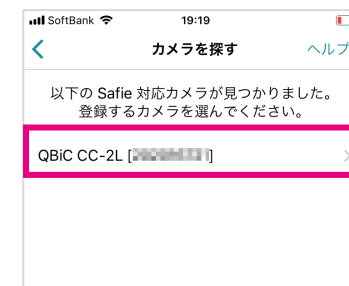 SoftBank 19:19
カメラを探す ヘルプ
以下の Safie 対応カメラが見つかりました。
登録するカメラを選んでください。
QBiC CC-2L []